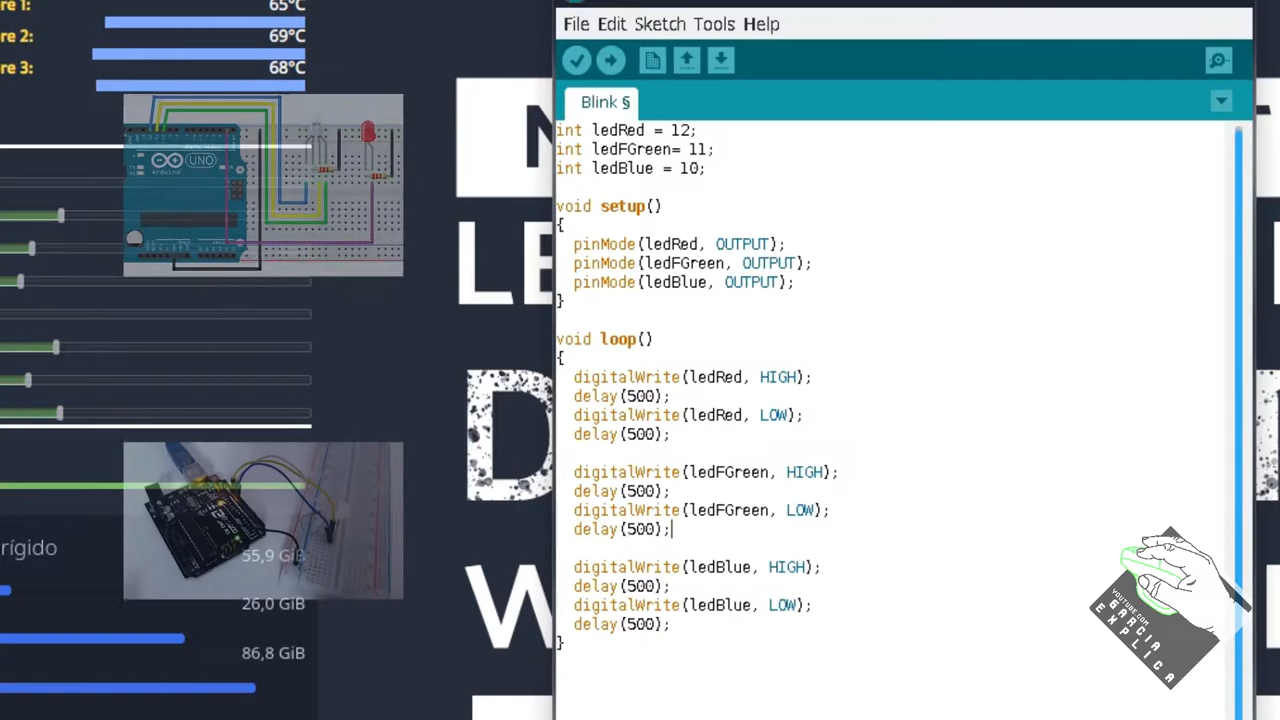 re 1: 65°C
re 2: 69°C
re 3: 68°C
UNO
Arduino
rígido
55,9 GiB
26,0 GiB
86,8 GiB
N
LE
D
W
File Edit Sketch Tools Help
Blink §
int ledRed = 12;
int ledFGreen= 11;
int ledBlue = 10;
void setup()
{
pinMode(ledRed, OUTPUT);
pinMode(ledFGreen, OUTPUT);
pinMode(ledBlue, OUTPUT);
}
void loop()
{
digitalWrite(ledRed, HIGH);
delay(500);
digitalWrite(ledRed, LOW);
delay(500);
digitalWrite(ledFGreen, HIGH);
delay(500);
digitalWrite(ledFGreen, LOW);
delay(500);
digitalWrite(ledBlue, HIGH);
delay(500);
digitalWrite(ledBlue, LOW);
delay(500);
}
YOUTUBE.COM
GARCIA
EXPLICA